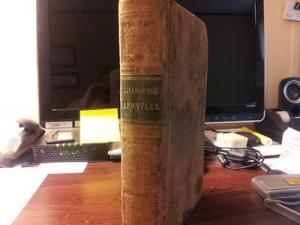 LIVES OF THE
APOSTLES.